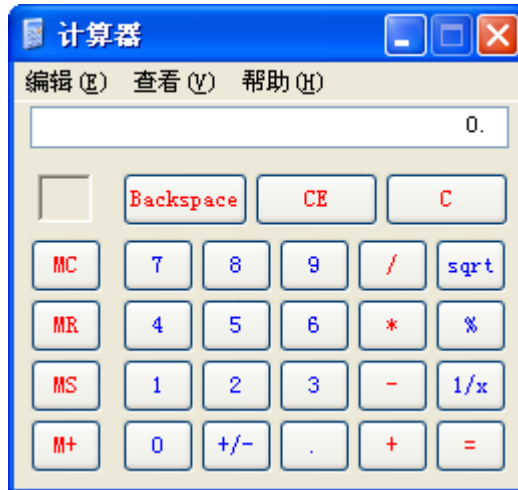 计算器
编辑(E) 查看(V) 帮助(H)
0.
Backspace CE C
MC 7 8 9 / sqrt
MR 4 5 6 * %
MS 1 2 3 - 1/x
M+ 0 +/- . + =